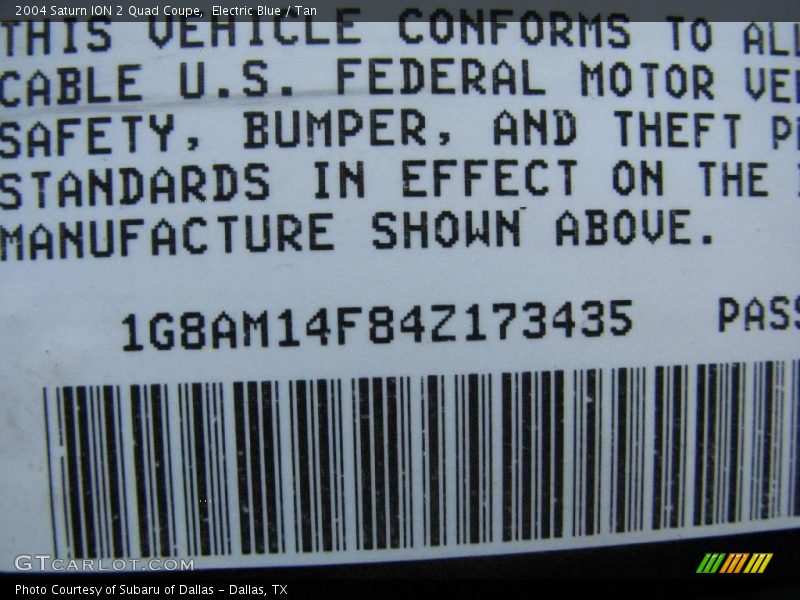 2004 Saturn ION 2 Quad Coupe, Electric Blue / Tan
THIS VEHICLE CONFORMS TO ALL
CABLE U.S. FEDERAL MOTOR VE
SAFETY, BUMPER, AND THEFT P
STANDARDS IN EFFECT ON THE
MANUFACTURE SHOWN ABOVE.
1G8AM14F84Z173435 PASS
GTCARLOT.COM
Photo Courtesy of Subaru of Dallas - Dallas, TX